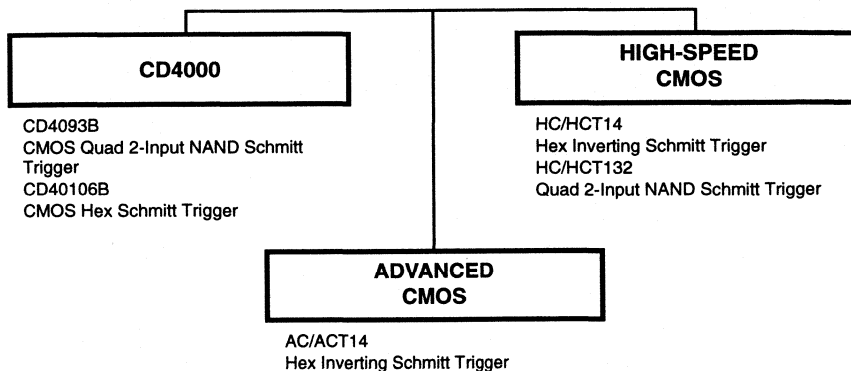 CD4000
CD4093B
CMOS Quad 2-Input NAND Schmitt
Trigger
CD40106B
CMOS Hex Schmitt Trigger
HIGH-SPEED
CMOS
HC/HCT14
Hex Inverting Schmitt Trigger
HC/HCT132
Quad 2-Input NAND Schmitt Trigger
ADVANCED
CMOS
AC/ACT14
Hex Inverting Schmitt Trigger